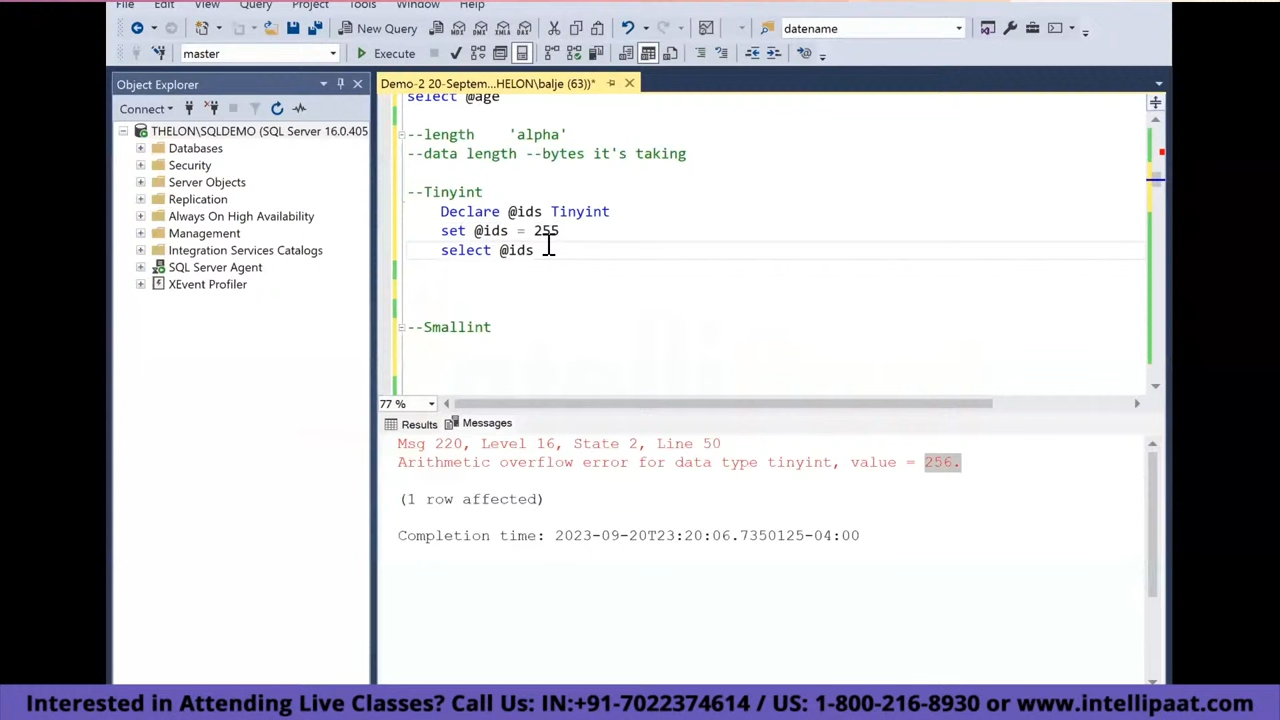 File Edit View Query Project Tools Window Help
New Query MDX DMX XMLA DAX datename
master Execute
Object Explorer
Demo-2 20-Septem...HELON\balje (63))*
Connect
THELON\SQLDEMO (SQL Server 16.0.405
Databases
Security
Server Objects
Replication
Always On High Availability
Management
Integration Services Catalogs
SQL Server Agent
XEvent Profiler
select @age
--length 'alpha'
--data length --bytes it's taking
--Tinyint
Declare @ids Tinyint
set @ids = 255
select @ids
--Smallint
77 %
Results Messages
Msg 220, Level 16, State 2, Line 50
Arithmetic overflow error for data type tinyint, value = 256.
(1 row affected)
Completion time: 2023-09-20T23:20:06.7350125-04:00
Interested in Attending Live Classes? Call Us: IN:+91-7022374614 / US: 1-800-216-8930 or www.intellipaat.com